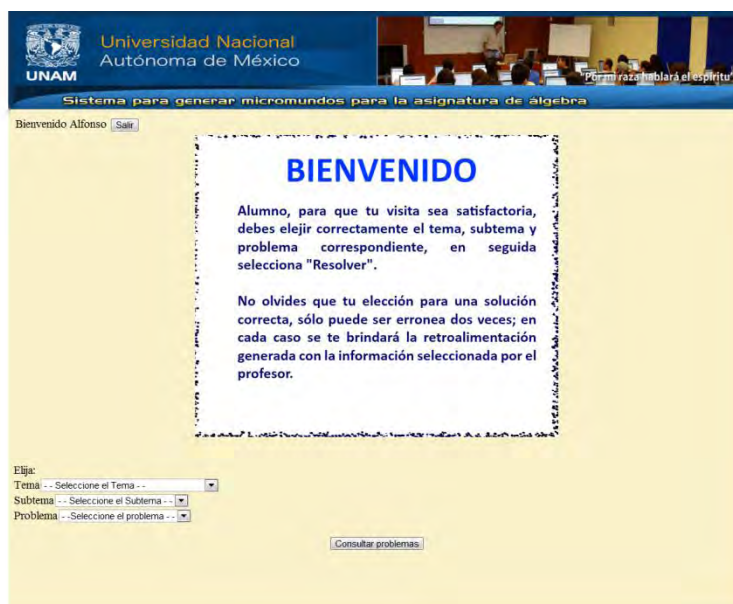 Universidad Nacional
Autónoma de México
UNAM
"Por mi raza hablará el espíritu"
Sistema para generar micromundos para la asignatura de álgebra
Bienvenido Alfonso Salir
BIENVENIDO
Alumno, para que tu visita sea satisfactoria,
debes elejir correctamente el tema, subtema y
problema correspondiente, en seguida
selecciona "Resolver".
No olvides que tu elección para una solución
correcta, sólo puede ser erronea dos veces; en
cada caso se te brindará la retroalimentación
generada con la información seleccionada por el
profesor.
Elija:
Tema - - Seleccione el Tema - -
Subtema - - Seleccione el Subtema - -
Problema - -Seleccione el problema - -
Consultar problemas